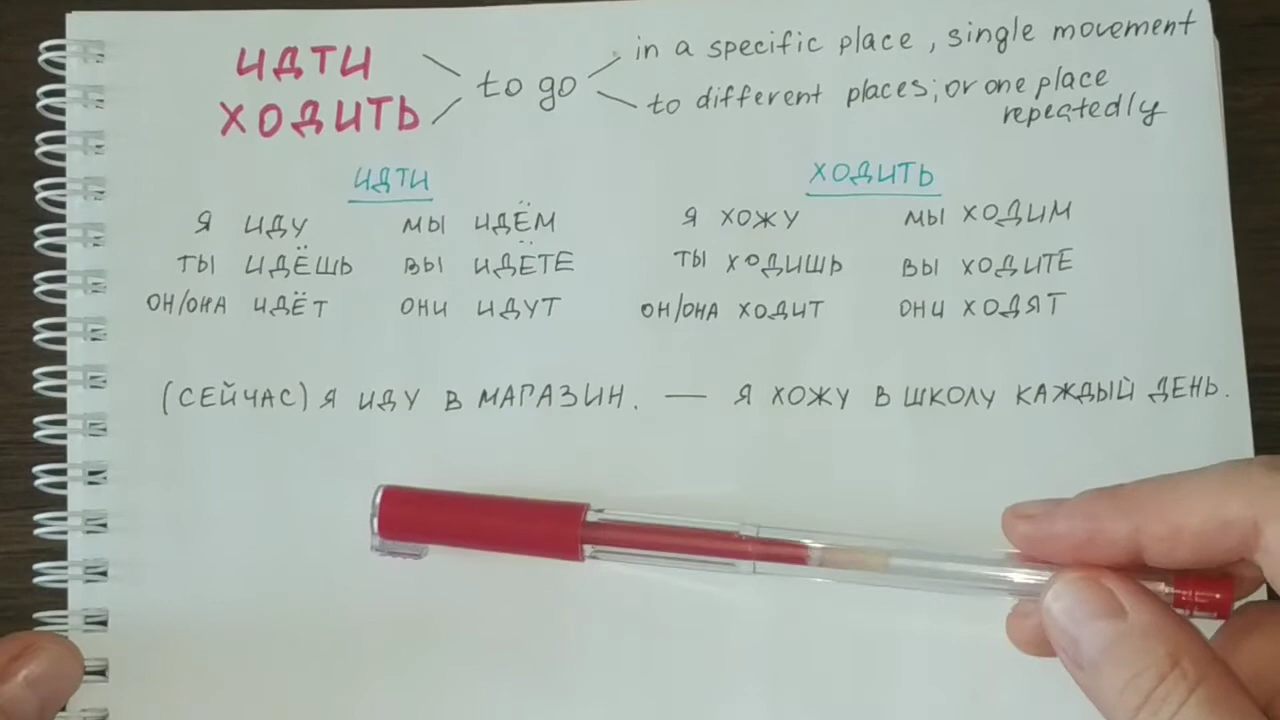 ИДТИ
ХОДИТЬ
to go
in a specific place, single movement
to different places; or one place
repeatedly
ИДТИ
Я ИДУ МЫ ИДЁМ
ТЫ ИДЁШЬ ВЫ ИДЁТЕ
ОН/ОНА ИДЁТ ОНИ ИДУТ
ХОДИТЬ
Я ХОЖУ МЫ ХОДИМ
ТЫ ХОДИШЬ ВЫ ХОДИТЕ
ОН/ОНА ХОДИТ ОНИ ХОДЯТ
(СЕЙЧАС) Я ИДУ В МАГАЗИН. — Я ХОЖУ В ШКОЛУ КАЖДЫЙ ДЕНЬ.